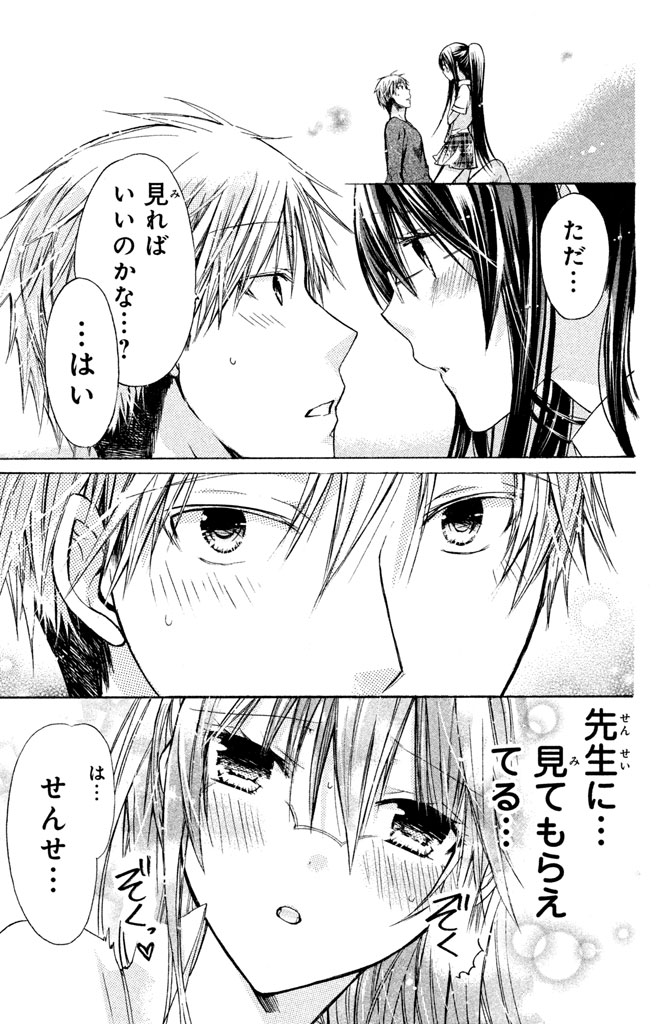 ただ…
見れば
いいのかな…?
…はい
先生に…
見てもらえ
てる…
は…
せんせ…
ぞく
ぞくっ♥